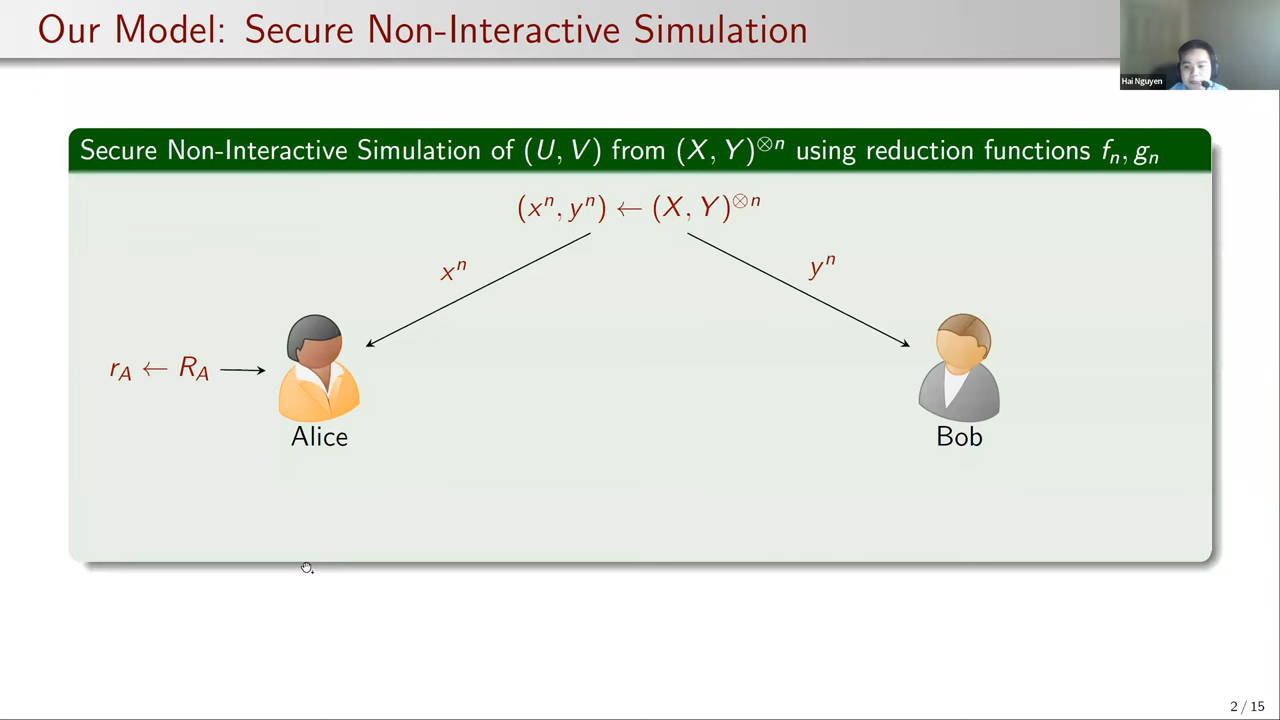 Our Model: Secure Non-Interactive Simulation
Hai Nguyen
Secure Non-Interactive Simulation of (U, V) from (X, Y)^{⊗n} using reduction functions f_n, g_n
(x^n, y^n) ← (X, Y)^{⊗n}
x^n
y^n
r_A ← R_A
Alice
Bob
2 / 15